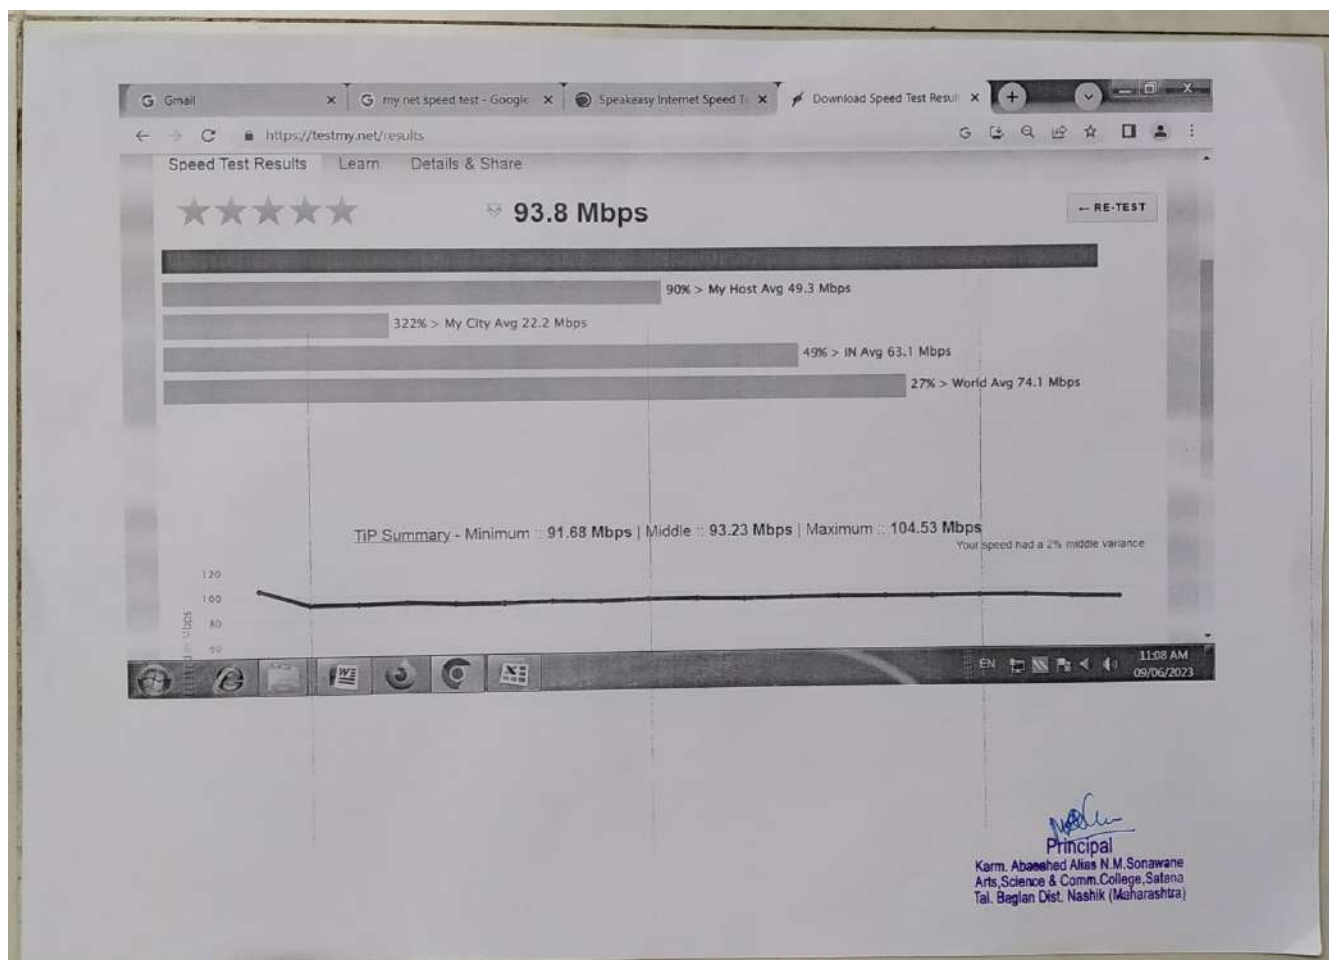 Gmail
my net speed test - Google
Speakeasy Internet Speed T
Download Speed Test Result
https://testmy.net/results
Speed Test Results Learn Details & Share
93.8 Mbps
RE-TEST
90% > My Host Avg 49.3 Mbps
322% > My City Avg 22.2 Mbps
49% > IN Avg 63.1 Mbps
27% > World Avg 74.1 Mbps
TiP Summary - Minimum :: 91.68 Mbps | Middle :: 93.23 Mbps | Maximum :: 104.53 Mbps
Your speed had a 2% middle variance
120
100
80
60
Mbps
EN
11:08 AM
09/06/2023
Principal
Karm. Abasaheb Alias N.M.Sonawane
Arts,Science & Comm.College,Satana
Tal. Baglan Dist. Nashik (Maharashtra)